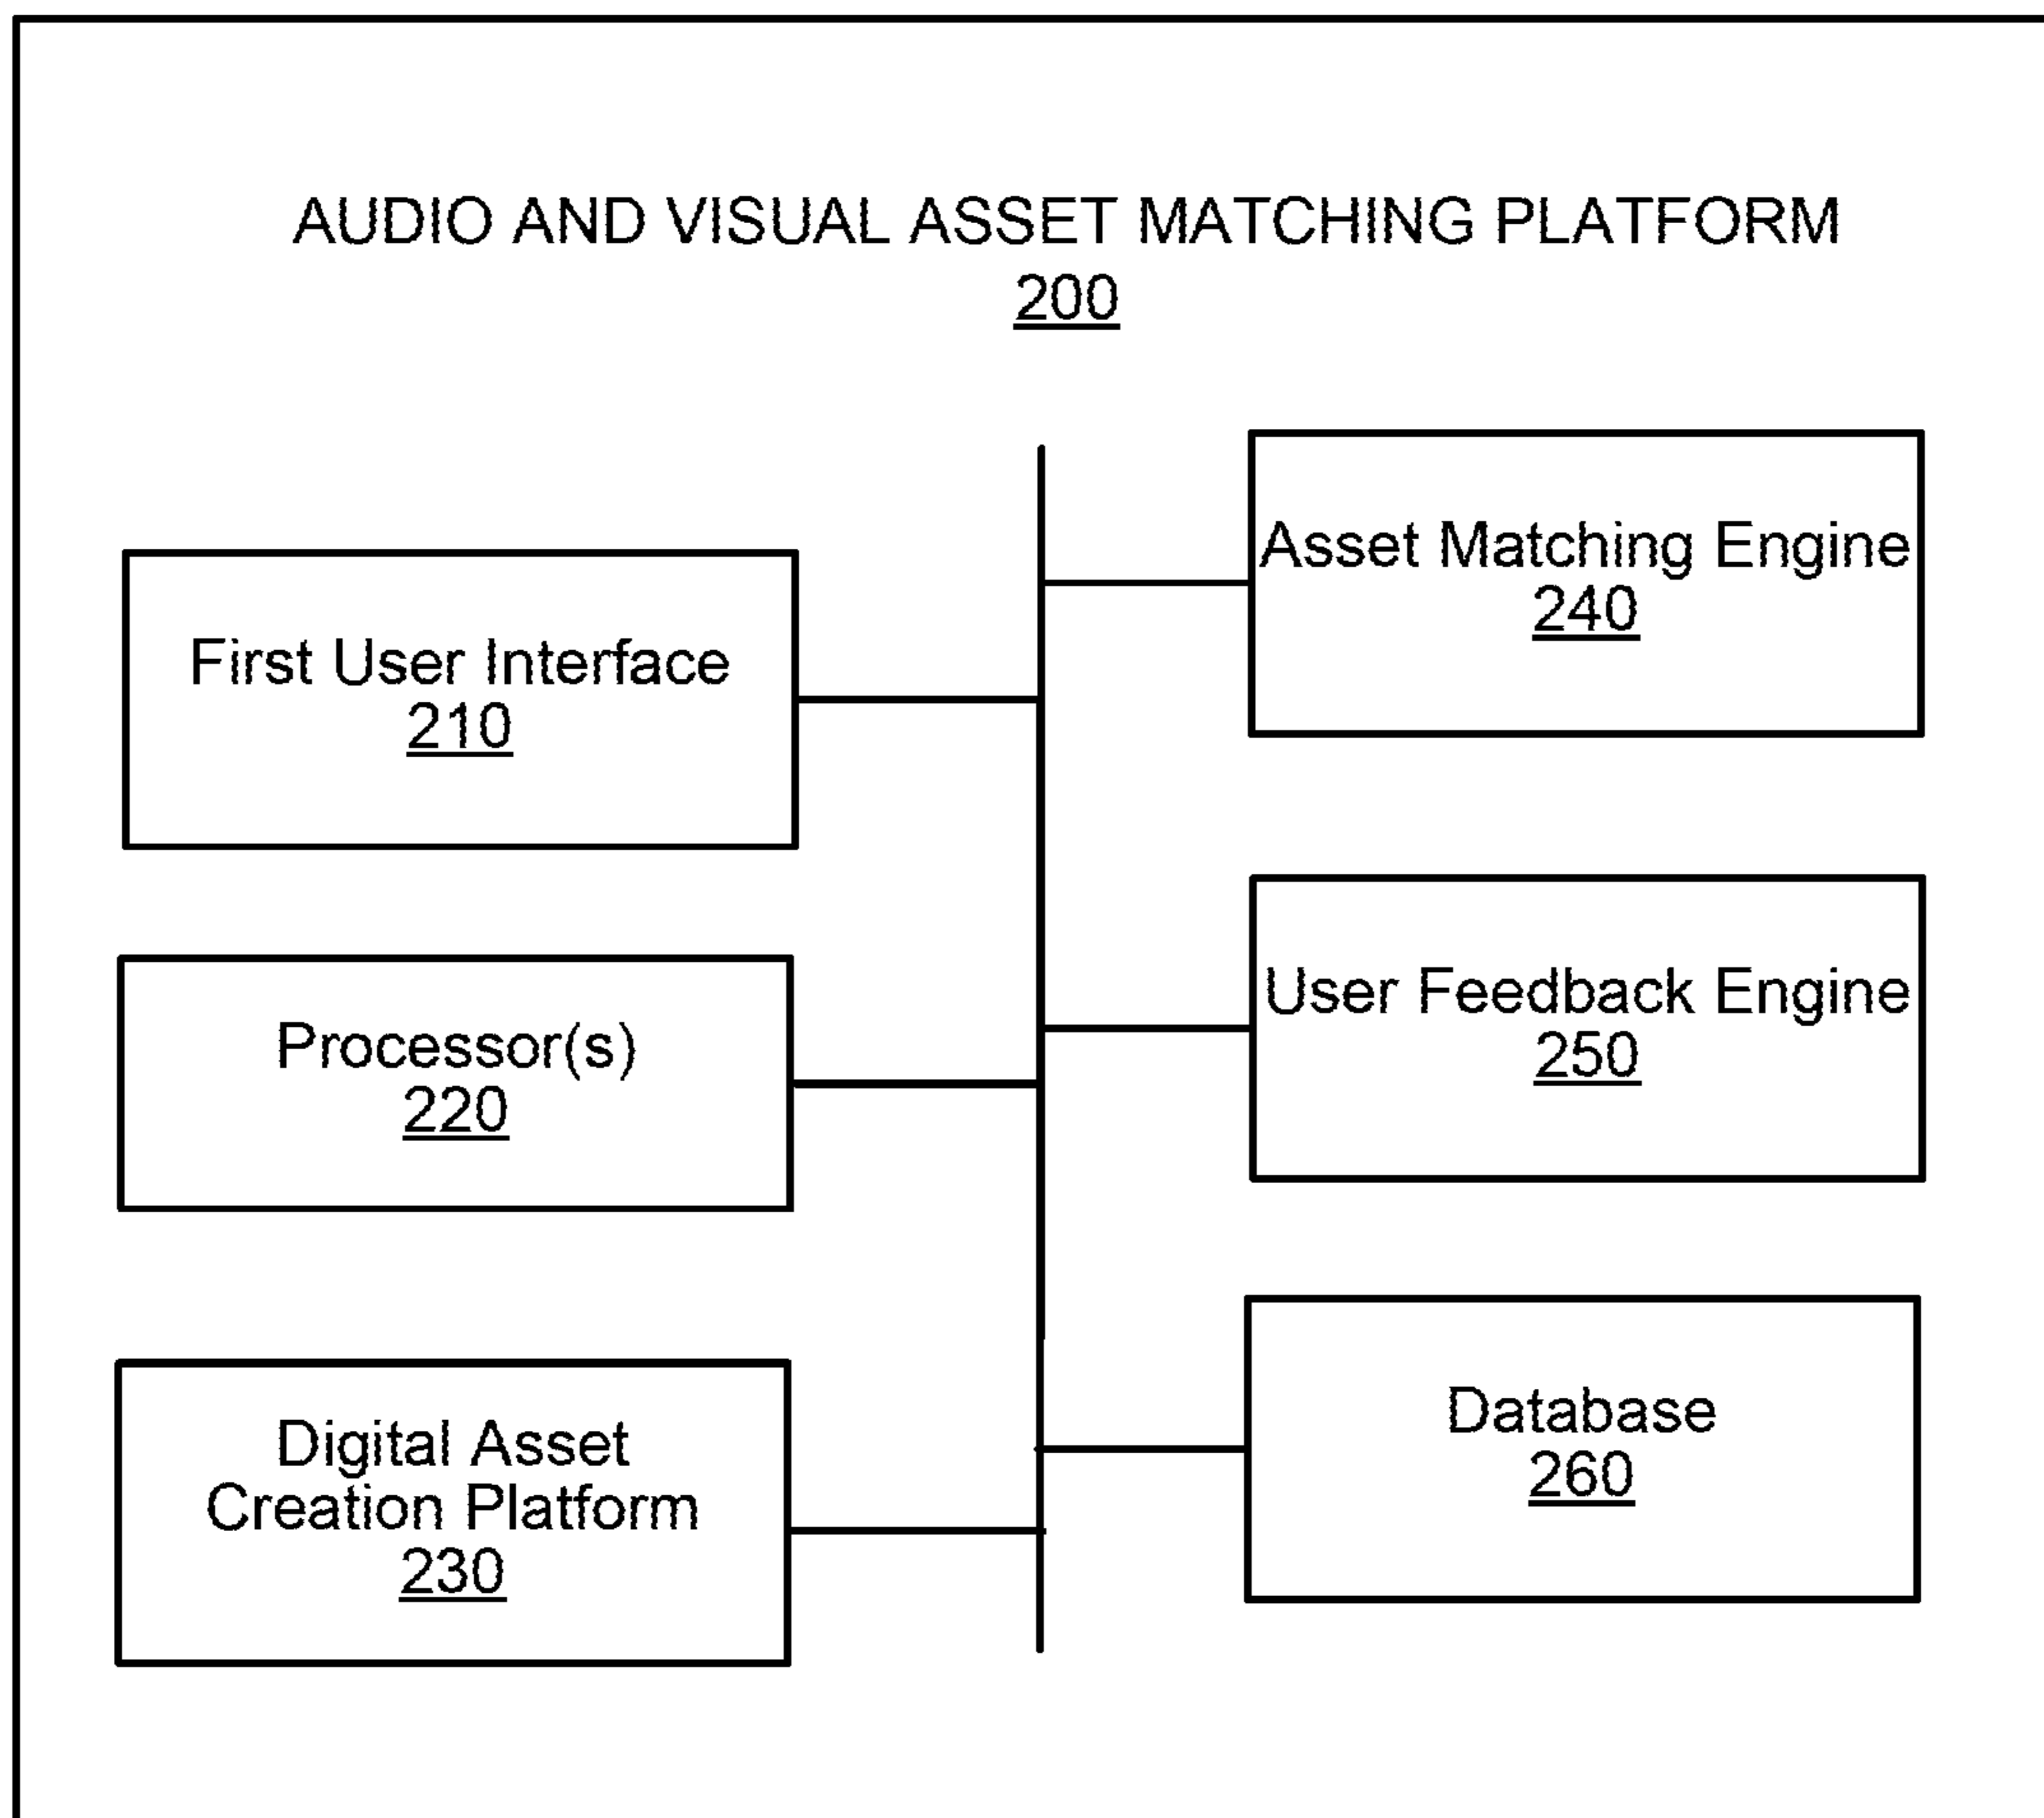 AUDIO AND VISUAL ASSET MATCHING PLATFORM
200
First User Interface
210
Processor(s)
220
Digital Asset
Creation Platform
230
Asset Matching Engine
240
User Feedback Engine
250
Database
260